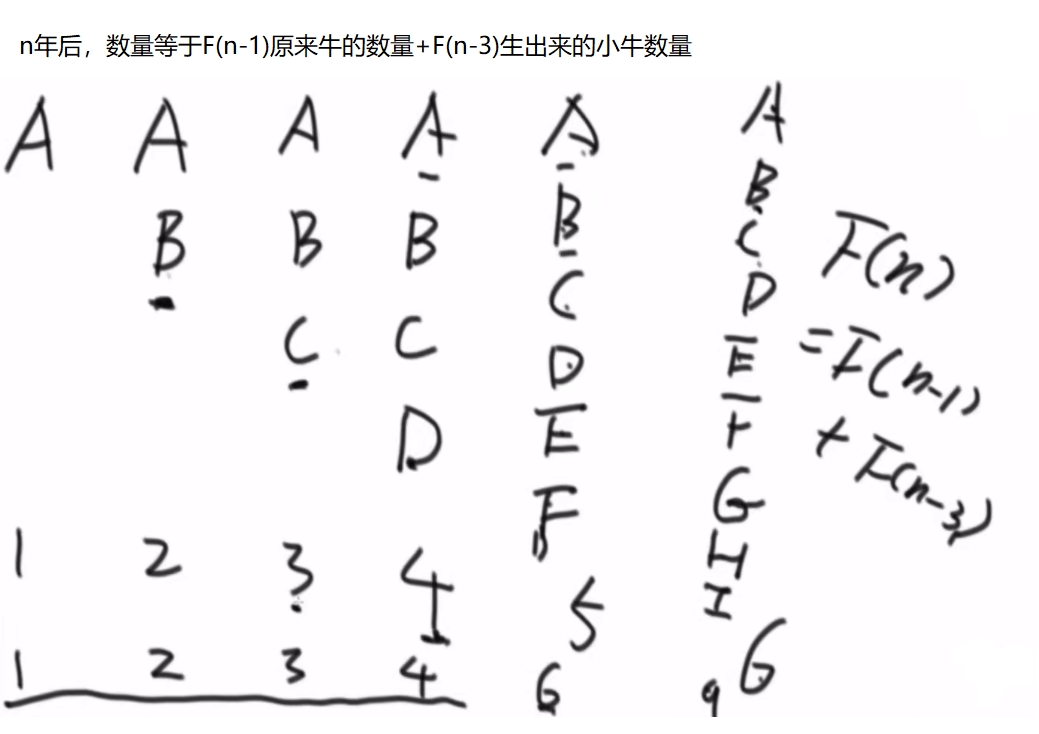 n年后，数量等于F(n-1)原来牛的数量+F(n-3)生出来的小牛数量
A A A A A A
B B B B B
C C C C
D D D
E E
F F
G
H
I
F(n)
=F(n-1)
+F(n-3)
1 2 3 4 5 6
1 2 3 4 6 9